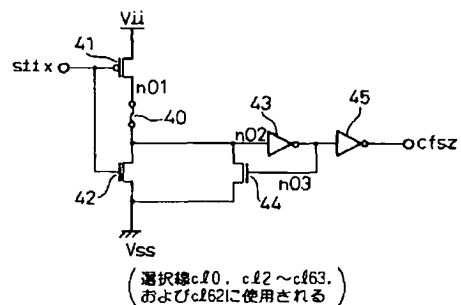 Vii
41
sttx
n01
40
43
45
n02
cfsz
n03
42
44
Vss
(選択線cl0, cl2～cl63,
およびcl62に使用される)